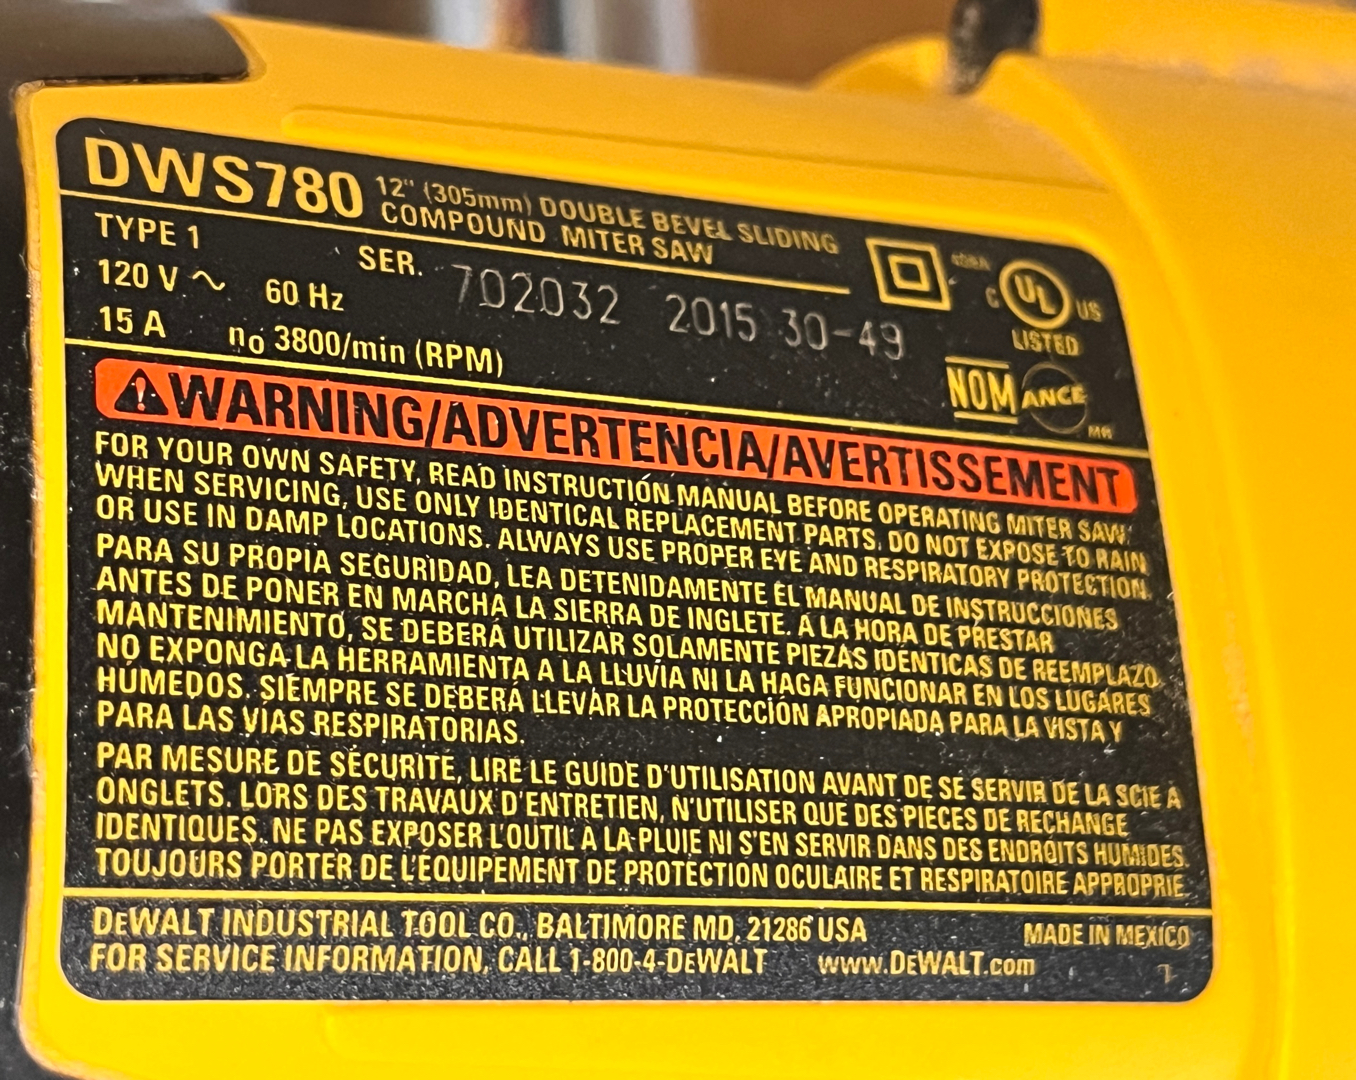 DWS780 12" (305mm) DOUBLE BEVEL SLIDING
COMPOUND MITER SAW
TYPE 1
SER. 702032 2015 30-49
120 V ~ 60 Hz
15 A n₀ 3800/min (RPM)
C UL US
LISTED
NOM ANCE
MR
WARNING/ADVERTENCIA/AVERTISSEMENT
FOR YOUR OWN SAFETY, READ INSTRUCTION MANUAL BEFORE OPERATING MITER SAW.
WHEN SERVICING, USE ONLY IDENTICAL REPLACEMENT PARTS. DO NOT EXPOSE TO RAIN
OR USE IN DAMP LOCATIONS. ALWAYS USE PROPER EYE AND RESPIRATORY PROTECTION.
PARA SU PROPIA SEGURIDAD, LEA DETENIDAMENTE EL MANUAL DE INSTRUCCIONES
ANTES DE PONER EN MARCHA LA SIERRA DE INGLETE. A LA HORA DE PRESTAR
MANTENIMIENTO, SE DEBERÁ UTILIZAR SOLAMENTE PIEZAS IDÉNTICAS DE REEMPLAZO.
NO EXPONGA LA HERRAMIENTA A LA LLUVIA NI LA HAGA FUNCIONAR EN LOS LUGARES
HÚMEDOS. SIEMPRE SE DEBERÁ LLEVAR LA PROTECCIÓN APROPIADA PARA LA VISTA Y
PARA LAS VÍAS RESPIRATORIAS.
PAR MESURE DE SÉCURITÉ, LIRE LE GUIDE D'UTILISATION AVANT DE SE SERVIR DE LA SCIE À
ONGLETS. LORS DES TRAVAUX D'ENTRETIEN, N'UTILISER QUE DES PIÈCES DE RECHANGE
IDENTIQUES. NE PAS EXPOSER L'OUTIL À LA PLUIE NI S'EN SERVIR DANS DES ENDROITS HUMIDES.
TOUJOURS PORTER DE L'ÉQUIPEMENT DE PROTECTION OCULAIRE ET RESPIRATOIRE APPROPRIÉ.
DEWALT INDUSTRIAL TOOL CO., BALTIMORE MD, 21286 USA MADE IN MEXICO
FOR SERVICE INFORMATION, CALL 1-800-4-DEWALT www.DEWALT.com